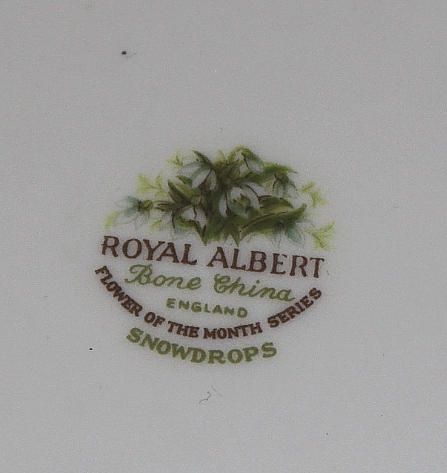 ROYAL ALBERT
Bone China
ENGLAND
FLOWER OF THE MONTH SERIES
SNOWDROPS